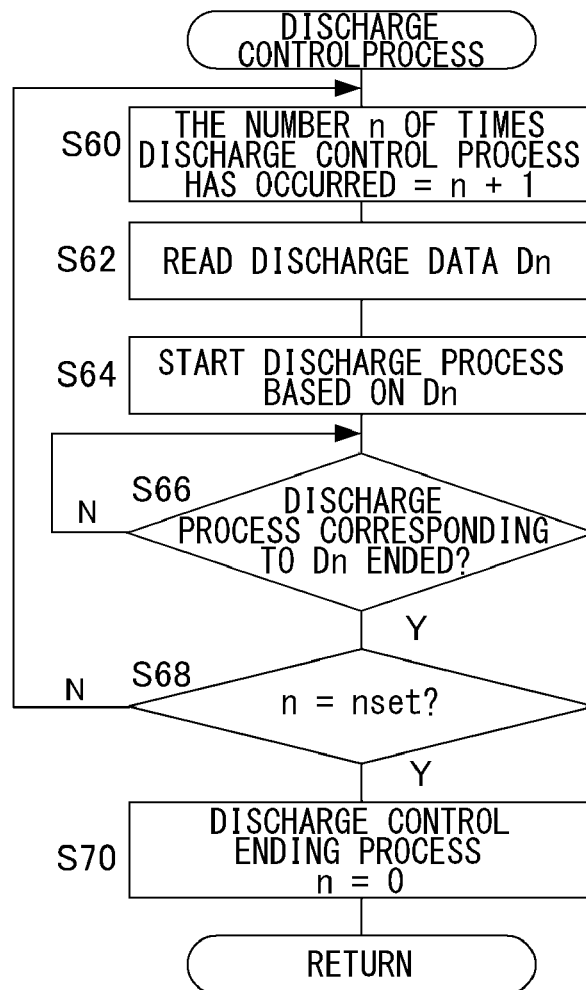 DISCHARGE
CONTROLPROCESS
S60
THE NUMBER n OF TIMES
DISCHARGE CONTROL PROCESS
HAS OCCURRED = n + 1
S62
READ DISCHARGE DATA Dn
S64
START DISCHARGE PROCESS
BASED ON Dn
S66
N
DISCHARGE
PROCESS CORRESPONDING
TO Dn ENDED?
Y
S68
N
n = nset?
Y
S70
DISCHARGE CONTROL
ENDING PROCESS
n = 0
RETURN